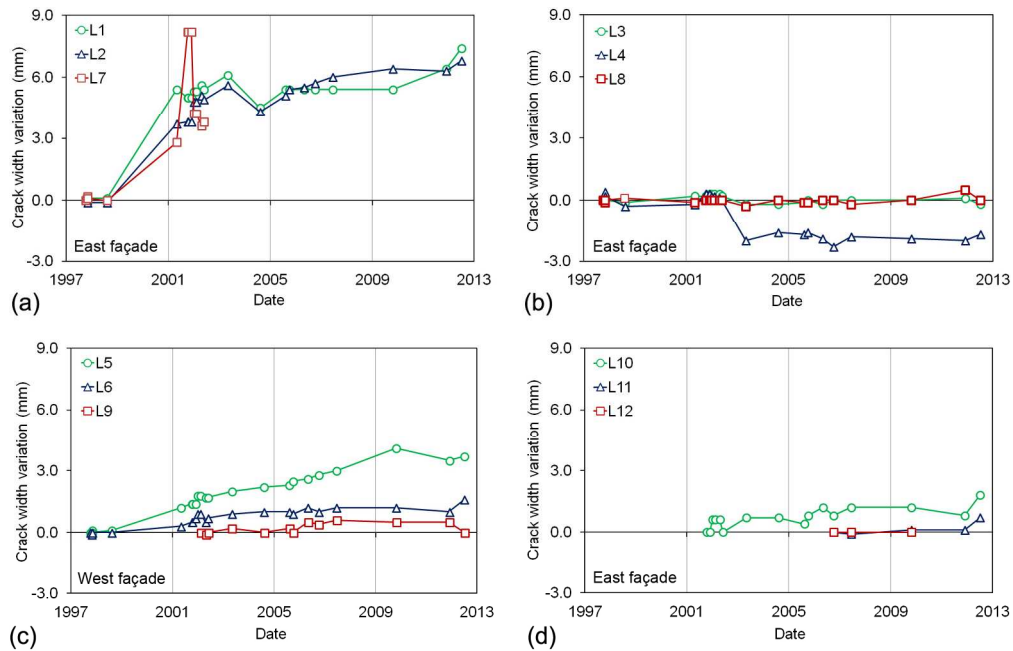 9.0
6.0
3.0
0.0
-3.0
Crack width variation (mm)
L1
L2
L7
East façade
1997
2001
2005
2009
2013
Date
(a)
9.0
6.0
3.0
0.0
-3.0
Crack width variation (mm)
L3
L4
L8
East façade
1997
2001
2005
2009
2013
Date
(b)
9.0
6.0
3.0
0.0
-3.0
Crack width variation (mm)
L5
L6
L9
West façade
1997
2001
2005
2009
2013
Date
(c)
9.0
6.0
3.0
0.0
-3.0
Crack width variation (mm)
L10
L11
L12
East façade
1997
2001
2005
2009
2013
Date
(d)